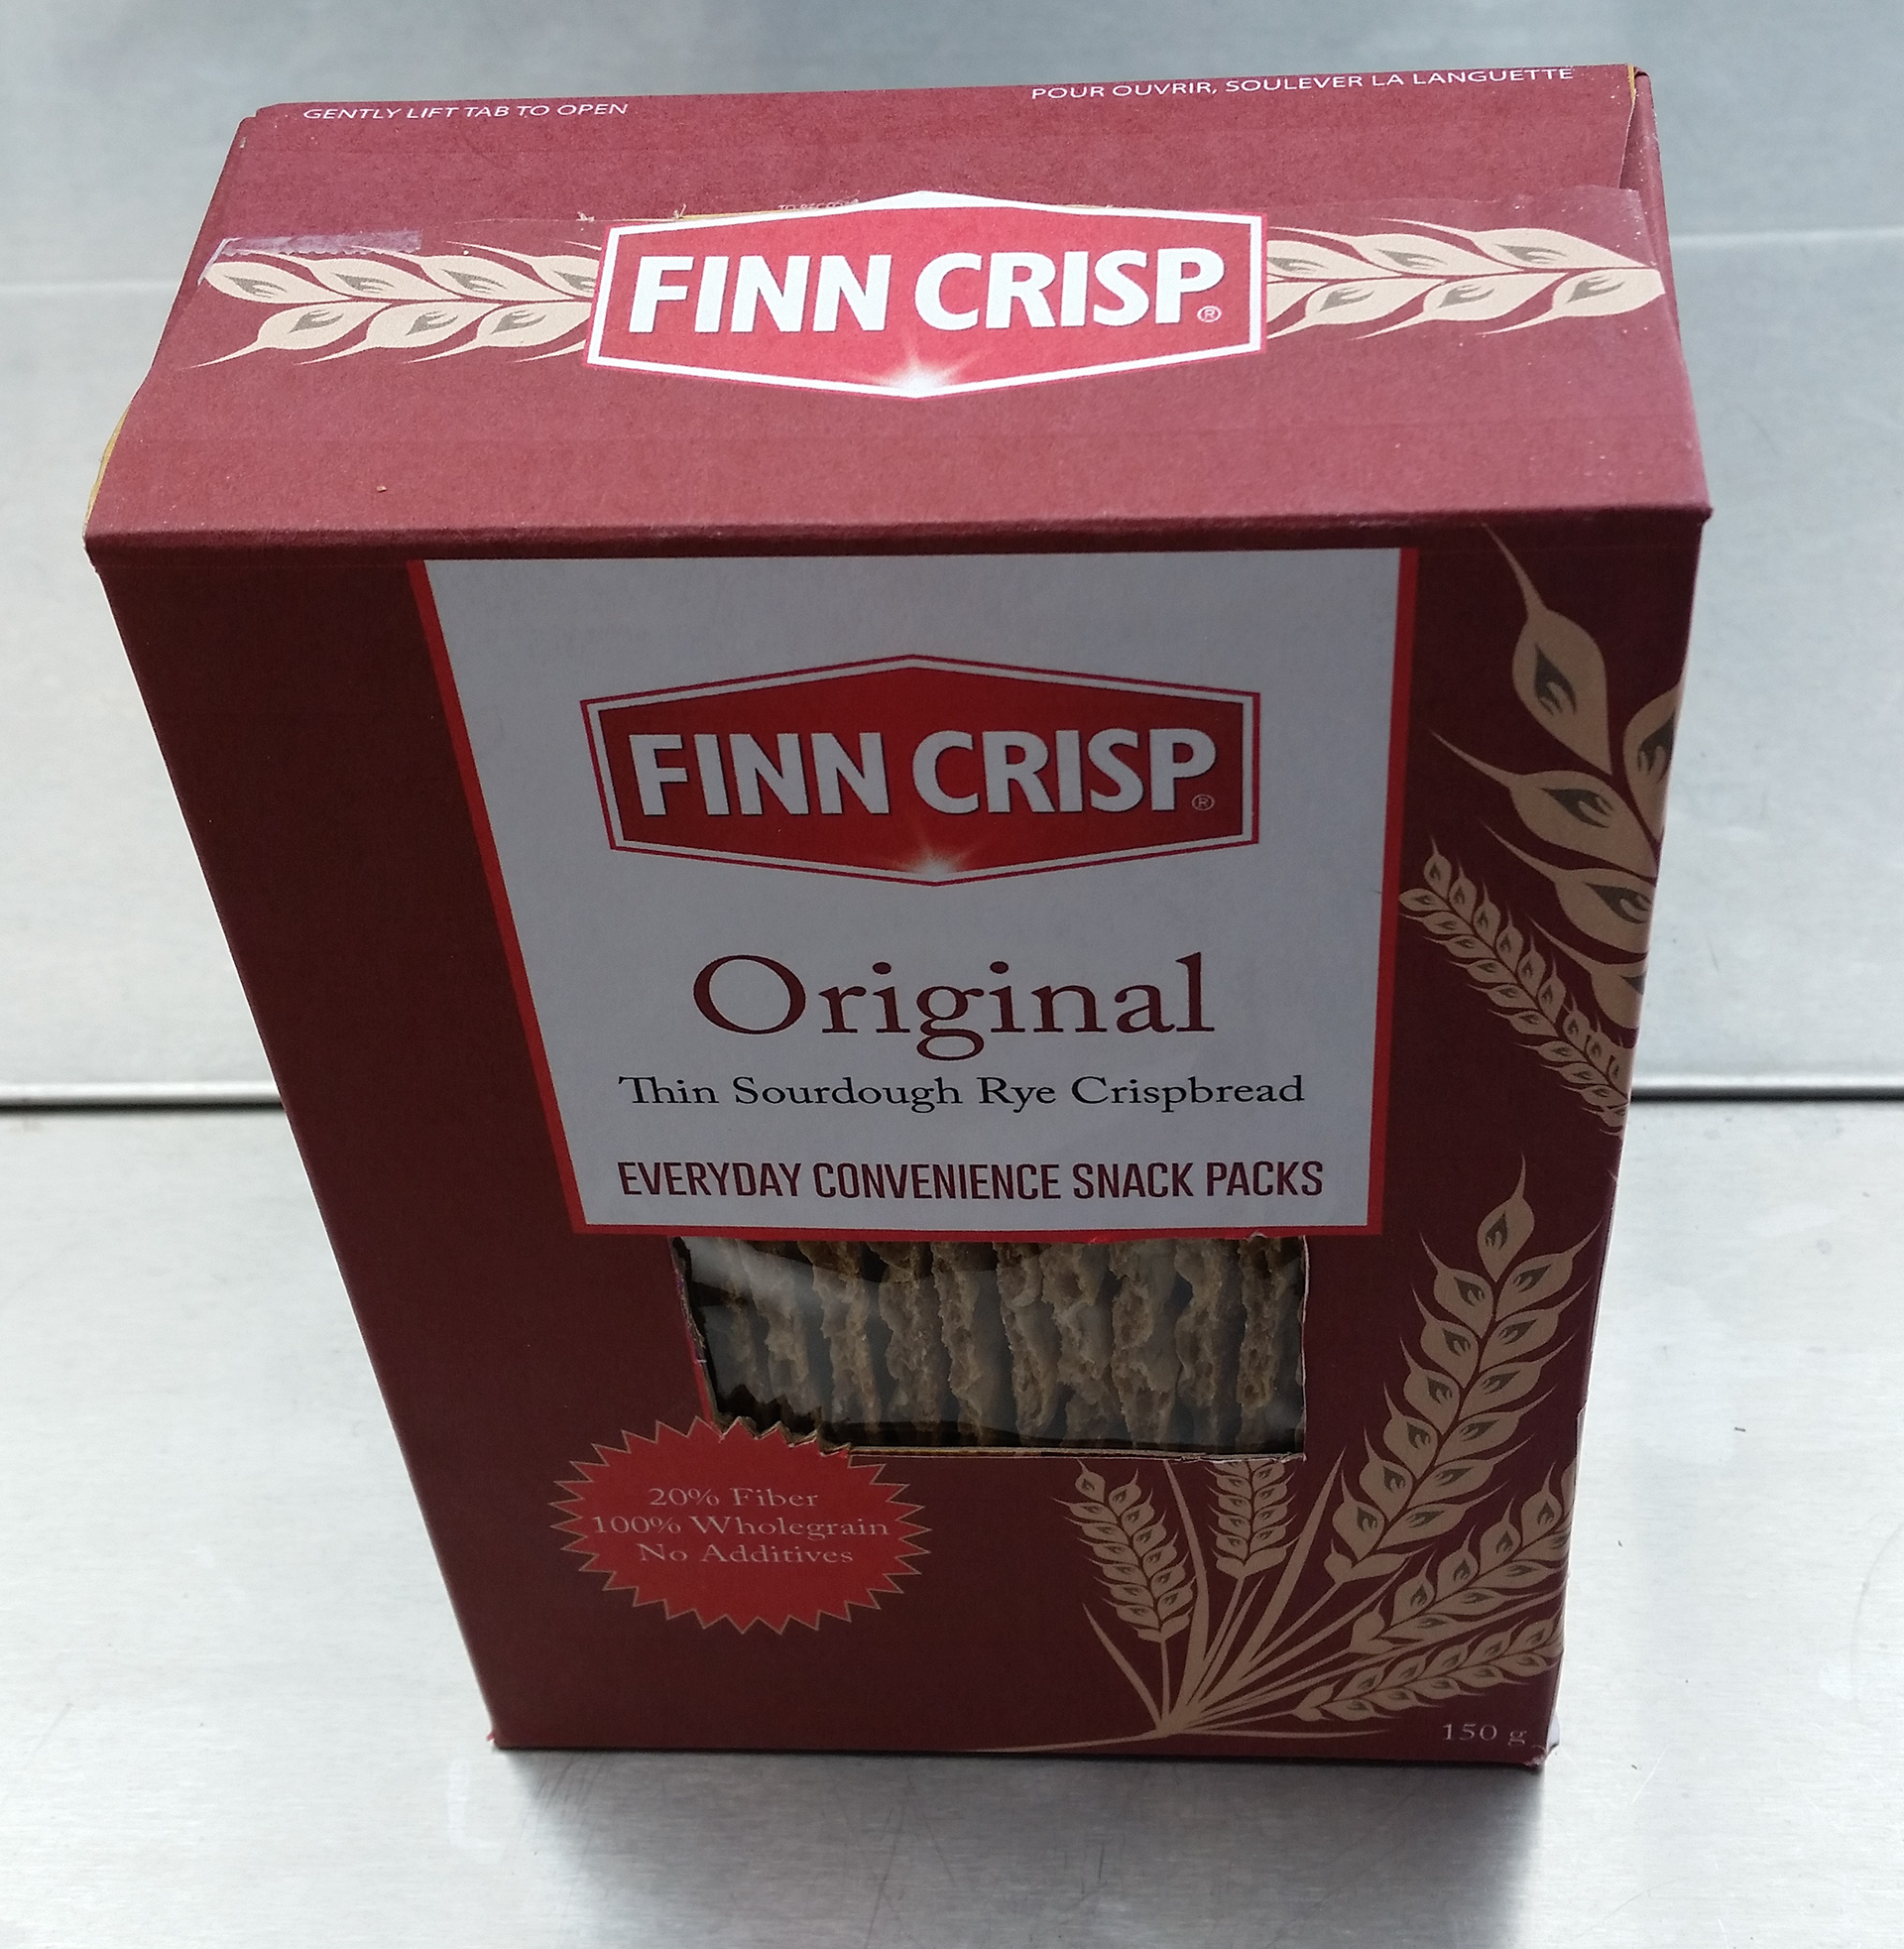 GENTLY LIFT TAB TO OPEN
POUR OUVRIR, SOULEVER LA LANGUETTE
FINN CRISP®
FINN CRISP®
Original
Thin Sourdough Rye Crispbread
EVERYDAY CONVENIENCE SNACK PACKS
20% Fiber
100% Wholegrain
No Additives
150 g